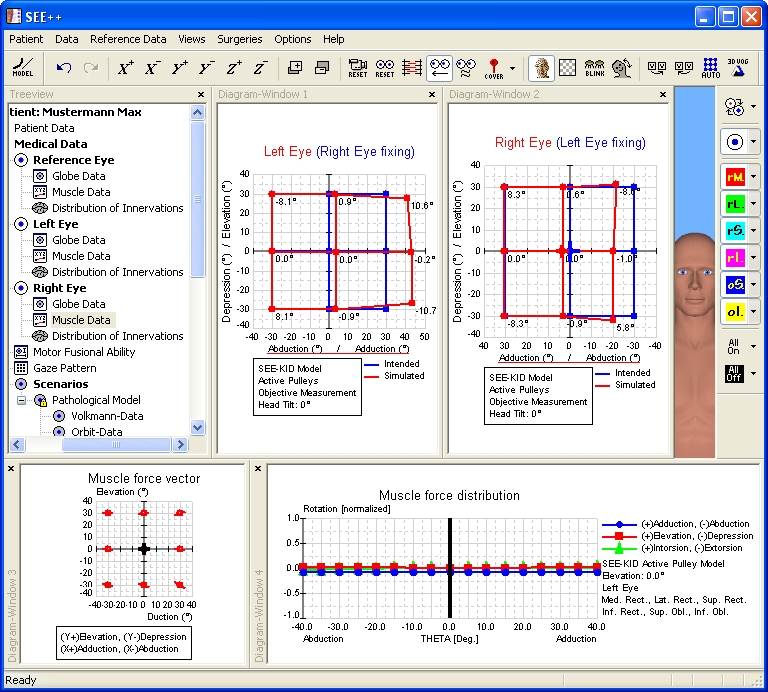 SEE++
Patient Data Reference Data Views Surgeries Options Help
MODEL X+ X- Y+ Y- Z+ Z- RESET RESET COVER BLINK AUTO 3D VOG
Treeview
tient: Mustermann Max
Patient Data
Medical Data
Reference Eye
Globe Data
Muscle Data
Distribution of Innervations
Left Eye
Globe Data
Muscle Data
Distribution of Innervations
Right Eye
Globe Data
Muscle Data
Distribution of Innervations
Motor Fusional Ability
Gaze Pattern
Scenarios
Pathological Model
Volkmann-Data
Orbit-Data
Diagram-Window 1
Left Eye (Right Eye fixing)
Depression (°) / Elevation (°)
40
30
20
10
0
10
20
30
40
-8.1° 0.9° 10.6°
0.0° 0.0° -0.2°
8.1° -0.9° -10.7
-40 -30 -20 -10 0 10 20 30 40 50
Abduction (°) / Adduction (°)
SEE-KID Model
Active Pulleys
Objective Measurement
Head Tilt: 0°
Intended
Simulated
Diagram-Window 2
Right Eye (Left Eye fixing)
Depression (°) / Elevation (°)
40
30
20
10
0
10
20
30
40
8.3° 0.6° -8.6°
0.0° 0.0° -1.0°
-8.3° -0.9° 5.8°
40 30 20 10 0 -10 -20 -30 -40
Abduction (°) / Adduction (°)
SEE-KID Model
Active Pulleys
Objective Measurement
Head Tilt: 0°
Intended
Simulated
rM.
rL.
rS.
rI.
oS.
oI.
All
On
All
Off
Diagram-Window 3
Muscle force vector
Elevation (°)
40
30
20
10
0
-10
-20
-30
-40
-40 -30 -20 -10 0 10 20 30 40
Duction (°)
(Y+)Elevation, (Y-)Depression
(X+)Adduction, (X-)Abduction
Diagram-Window 4
Muscle force distribution
Rotation [normalized]
1.0
0.5
0.0
-0.5
-1.0
-40.0 -30.0 -20.0 -10.0 0.0 10.0 20.0 30.0 40.0
Abduction THETA [Deg.] Adduction
(+)Adduction, (-)Abduction
(+)Elevation, (-)Depression
(+)Intorsion, (-)Extorsion
SEE-KID Active Pulley Model
Elevation: 0.0°
Left Eye
Med. Rect., Lat. Rect., Sup. Rect.
Inf. Rect., Sup. Obl., Inf. Obl.
Ready